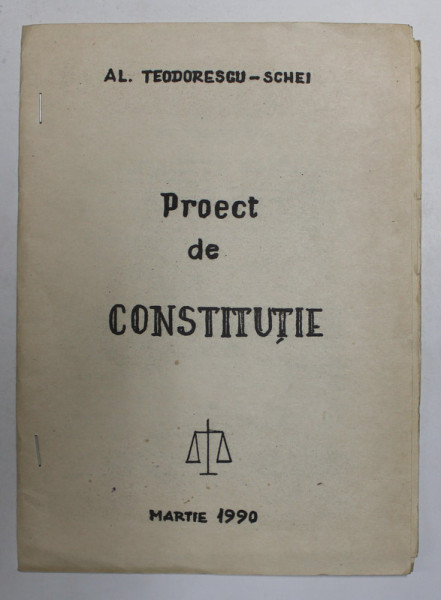 AL. TEODORESCU-SCHEI
Proect
de
CONSTITUȚIE
MARTIE 1990